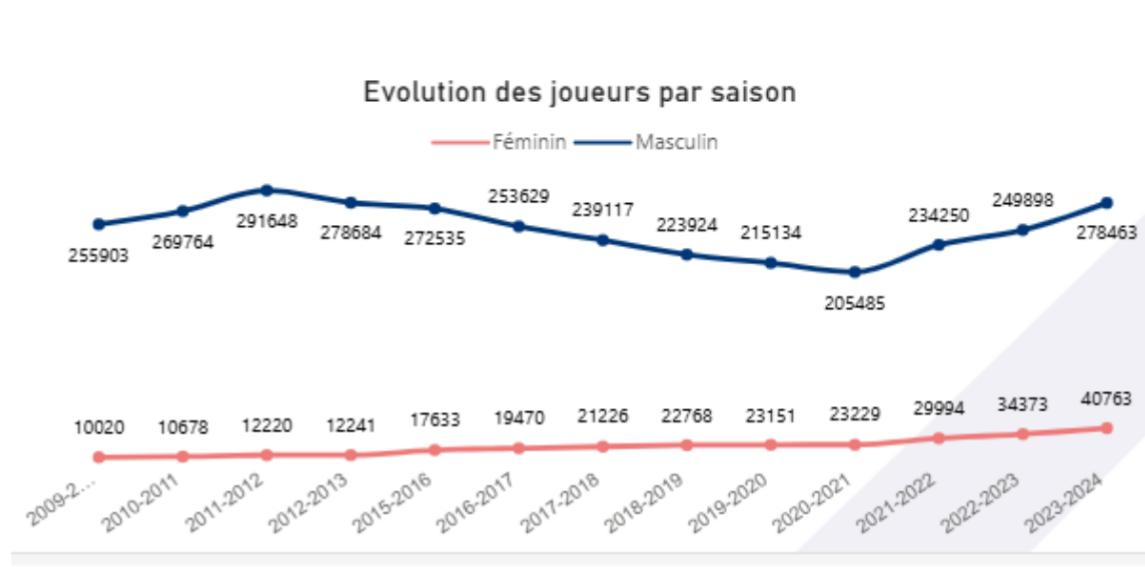 Evolution des joueurs par saison
Féminin Masculin
255903 269764 291648 278684 272535 253629 239117 223924 215134 205485 234250 249898 278463
10020 10678 12220 12241 17633 19470 21226 22768 23151 23229 29994 34373 40763
2009-2... 2010-2011 2011-2012 2012-2013 2015-2016 2016-2017 2017-2018 2018-2019 2019-2020 2020-2021 2021-2022 2022-2023 2023-2024